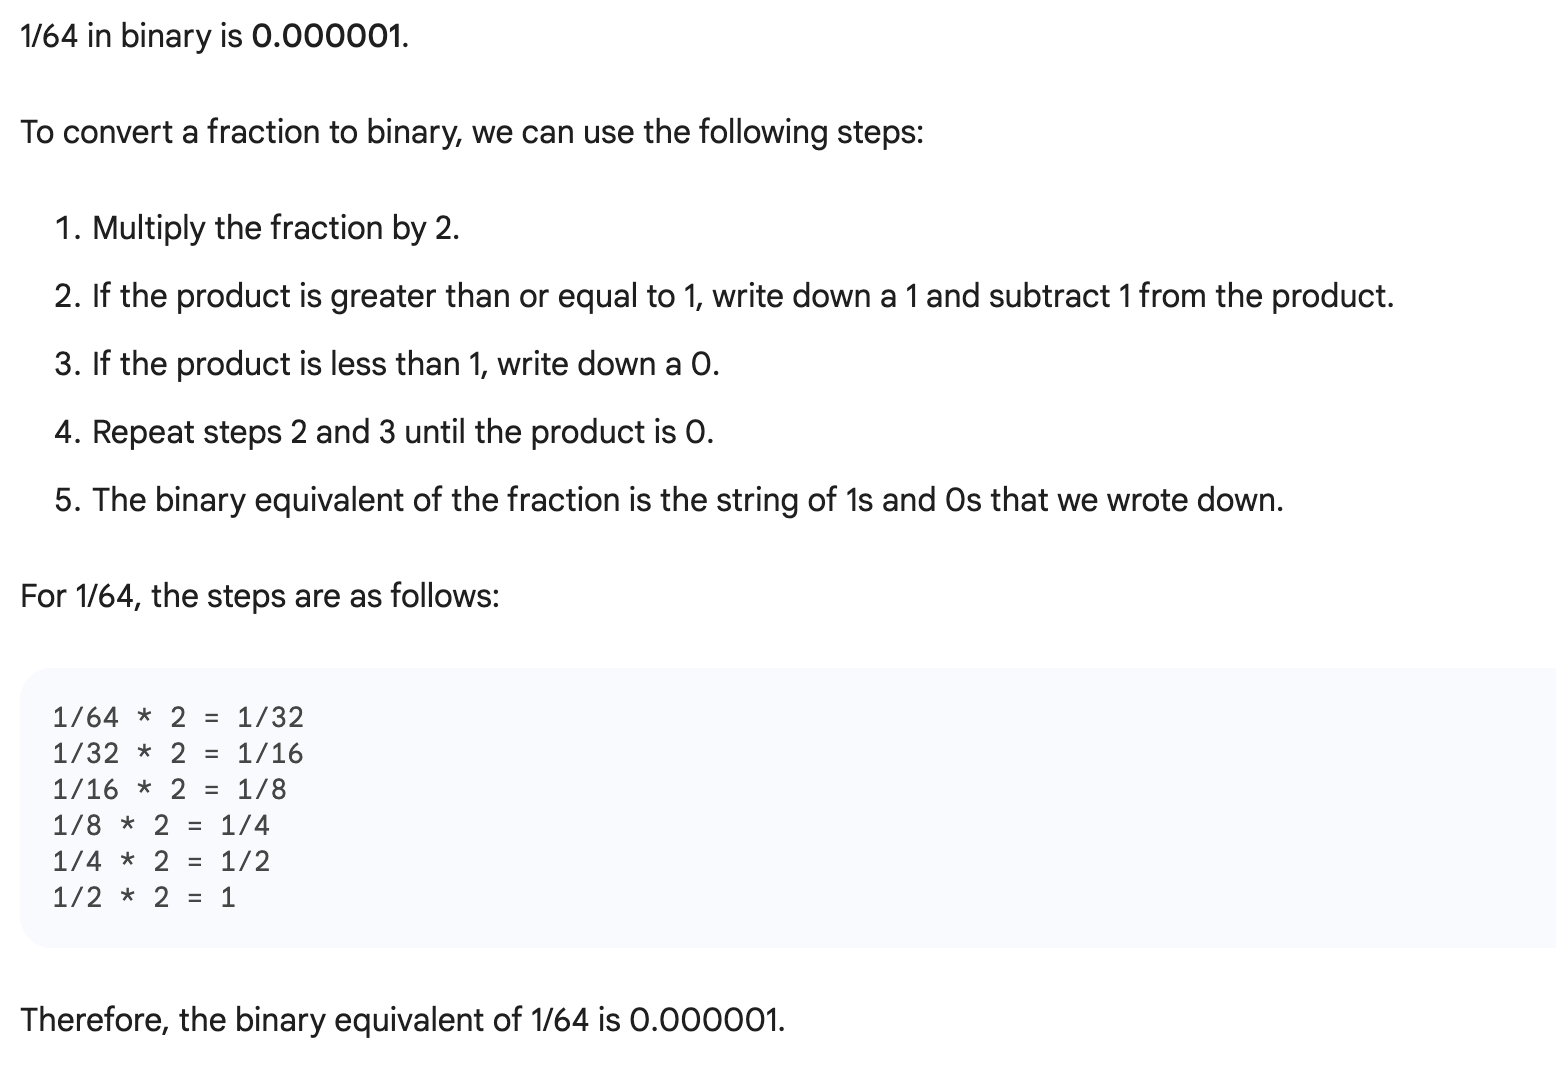 1/64 in binary is 0.000001.
To convert a fraction to binary, we can use the following steps:
1. Multiply the fraction by 2.
2. If the product is greater than or equal to 1, write down a 1 and subtract 1 from the product.
3. If the product is less than 1, write down a 0.
4. Repeat steps 2 and 3 until the product is 0.
5. The binary equivalent of the fraction is the string of 1s and 0s that we wrote down.
For 1/64, the steps are as follows:
1/64 * 2 = 1/32
1/32 * 2 = 1/16
1/16 * 2 = 1/8
1/8 * 2 = 1/4
1/4 * 2 = 1/2
1/2 * 2 = 1
Therefore, the binary equivalent of 1/64 is 0.000001.